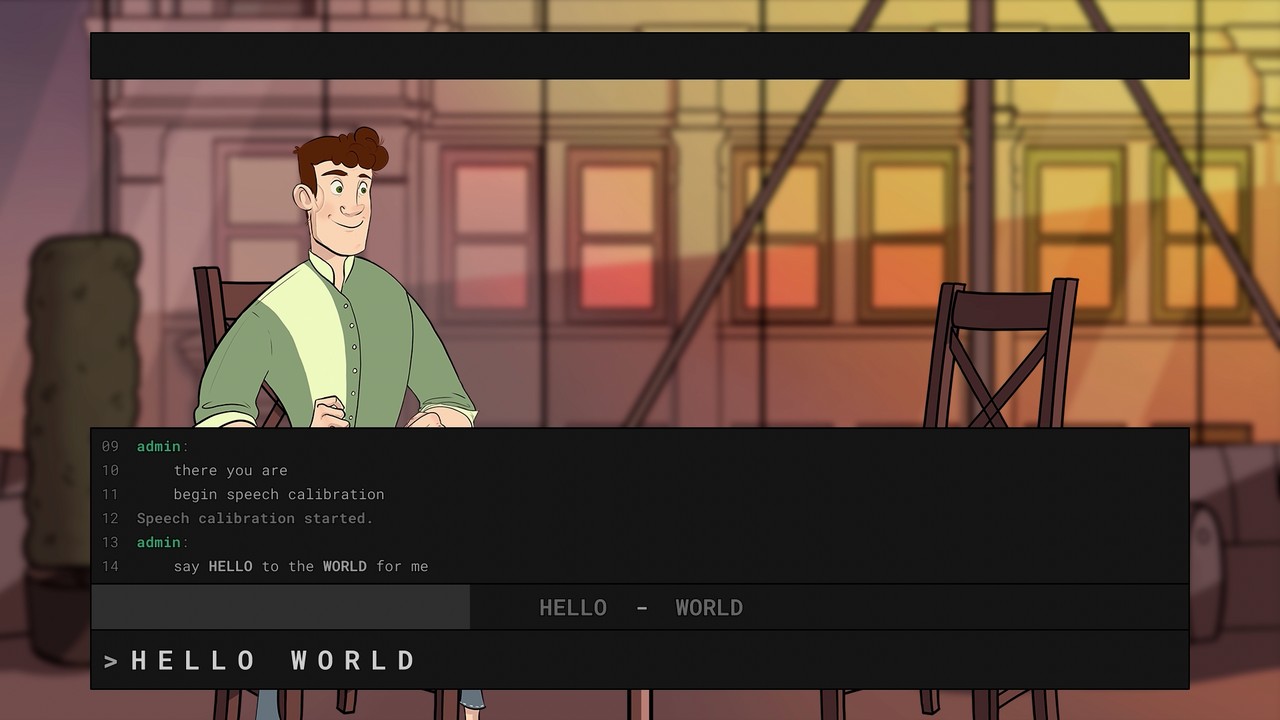 09 admin:
10 there you are
11 begin speech calibration
12 Speech calibration started.
13 admin:
14 say HELLO to the WORLD for me
HELLO - WORLD
> HELLO WORLD